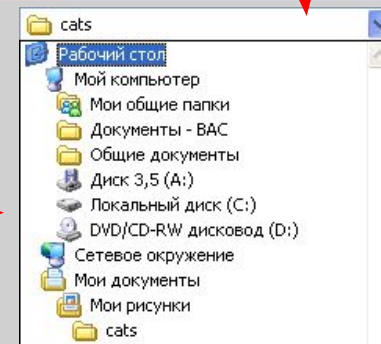 cats
Рабочий стол
Мой компьютер
Мои общие папки
Документы - ВАС
Общие документы
Диск 3,5 (A:)
Локальный диск (C:)
DVD/CD-RW дисковод (D:)
Сетевое окружение
Мои документы
Мои рисунки
cats